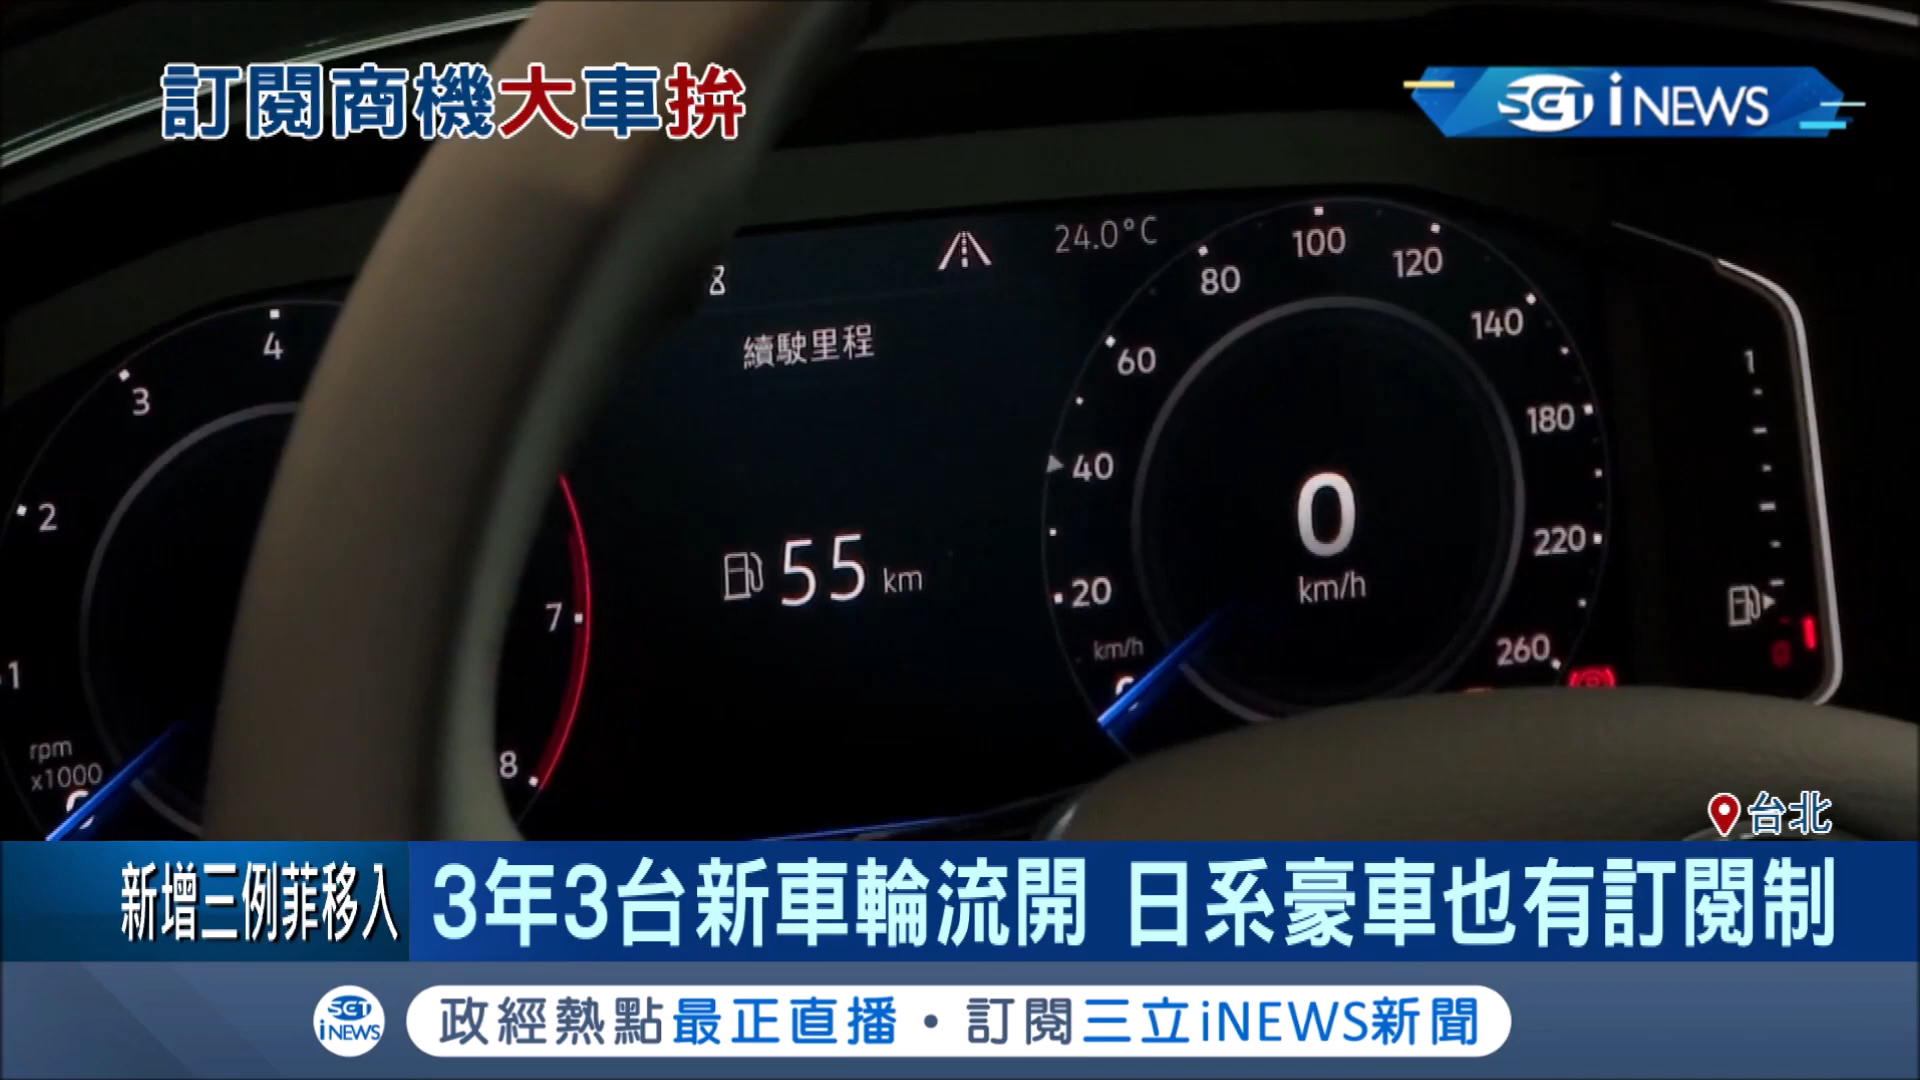 訂閱商機大車拚
SET iNEWS
24.0°C
續駛里程
55 km
1
2
3
4
7
8
rpm
x1000
20
40
60
80
100
120
140
180
220
260
km/h
0
km/h
1
0
台北
新增三例菲移入
3年3台新車輪流開 日系豪車也有訂閱制
SET iNEWS
政經熱點最正直播・訂閱三立iNEWS新聞